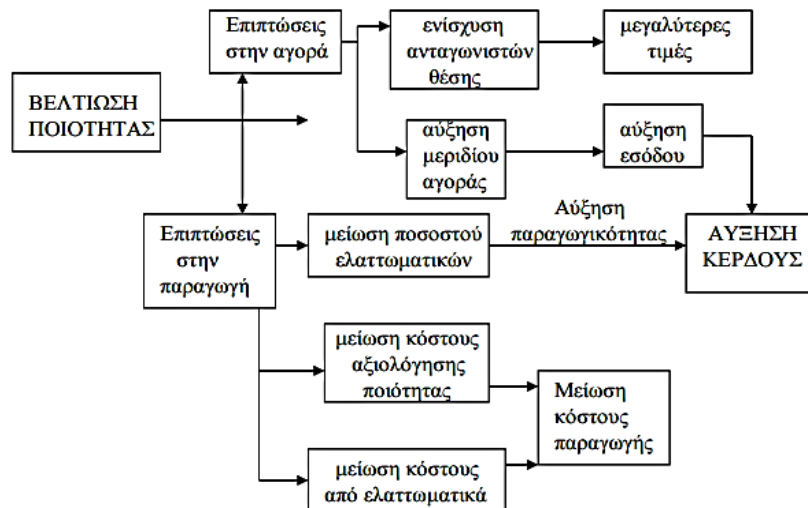 Επιπτώσεις
στην αγορά
ενίσχυση
ανταγωνιστών
θέσης
μεγαλύτερες
τιμές
ΒΕΛΤΙΩΣΗ
ΠΟΙΟΤΗΤΑΣ
αύξηση
μεριδίου
αγοράς
αύξηση
εσόδου
Επιπτώσεις
στην
παραγωγή
μείωση ποσοστού
ελαττωματικών
Αύξηση
παραγωγικότητας
ΑΥΞΗΣΗ
ΚΕΡΔΟΥΣ
μείωση κόστους
αξιολόγησης
ποιότητας
Μείωση
κόστους
παραγωγής
μείωση κόστους
από ελαττωματικά